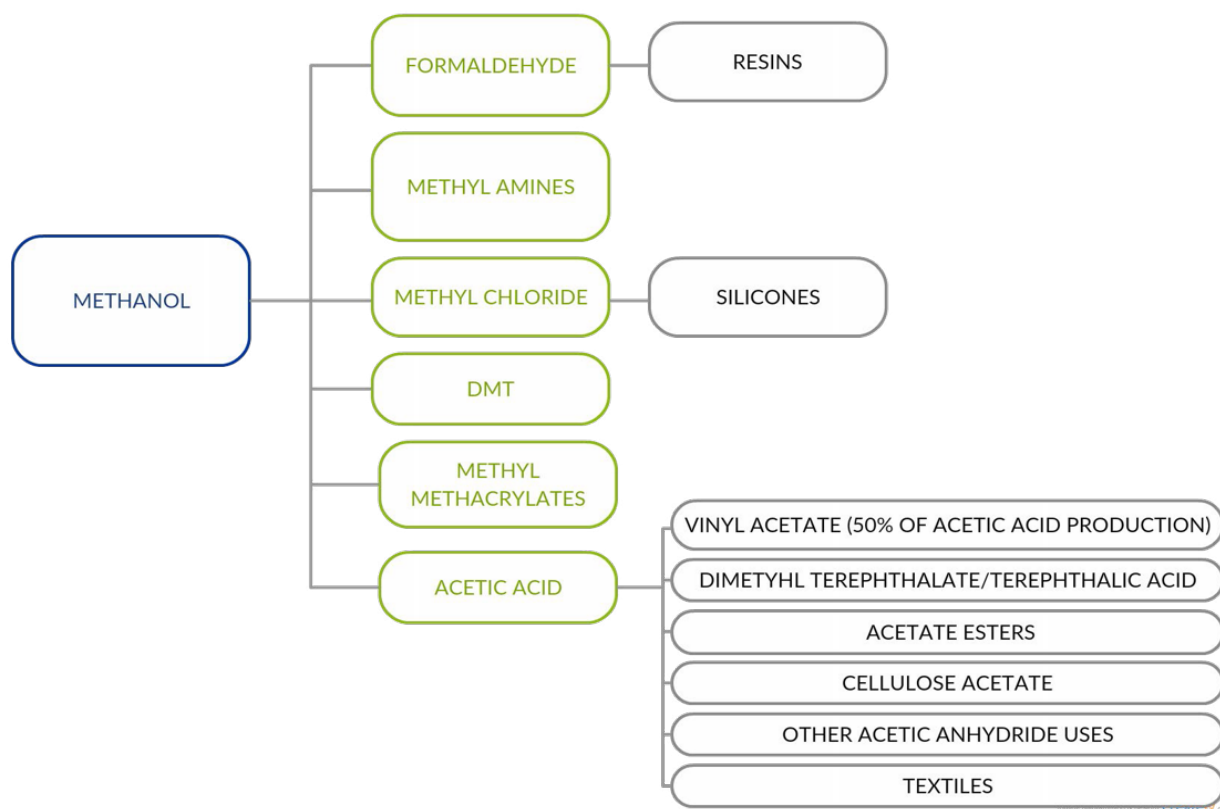 FORMALDEHYDE
RESINS
METHYL AMINES
METHANOL
METHYL CHLORIDE
SILICONES
DMT
METHYL
METHACRYLATES
ACETIC ACID
VINYL ACETATE (50% OF ACETIC ACID PRODUCTION)
DIMETYHL TEREPHTHALATE/TEREPHTHALIC ACID
ACETATE ESTERS
CELLULOSE ACETATE
OTHER ACETIC ANHYDRIDE USES
TEXTILES